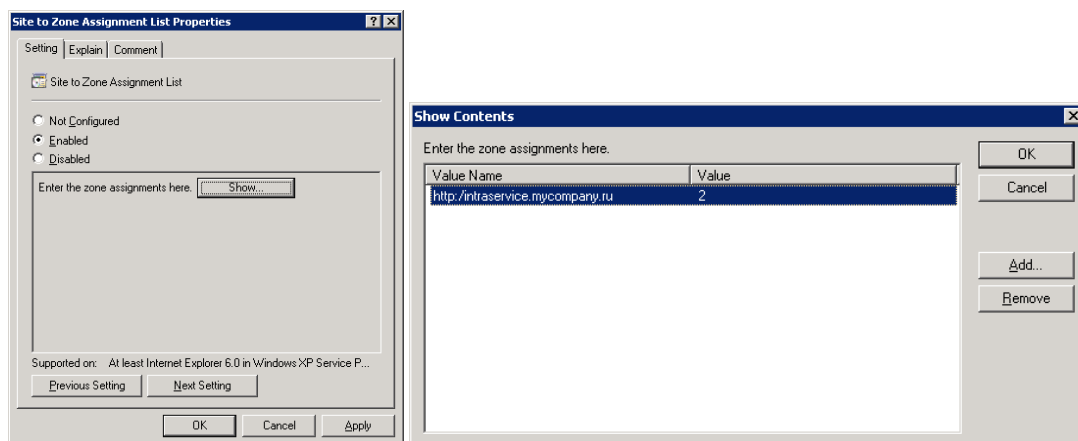 Site to Zone Assignment List Properties
Setting Explain Comment
Site to Zone Assignment List
Not Configured
Enabled
Disabled
Enter the zone assignments here. Show...
Supported on: At least Internet Explorer 6.0 in Windows XP Service P...
Previous Setting Next Setting
OK Cancel Apply
Show Contents
Enter the zone assignments here.
Value Name Value
http:/intraservice.mycompany.ru 2
OK
Cancel
Add...
Remove